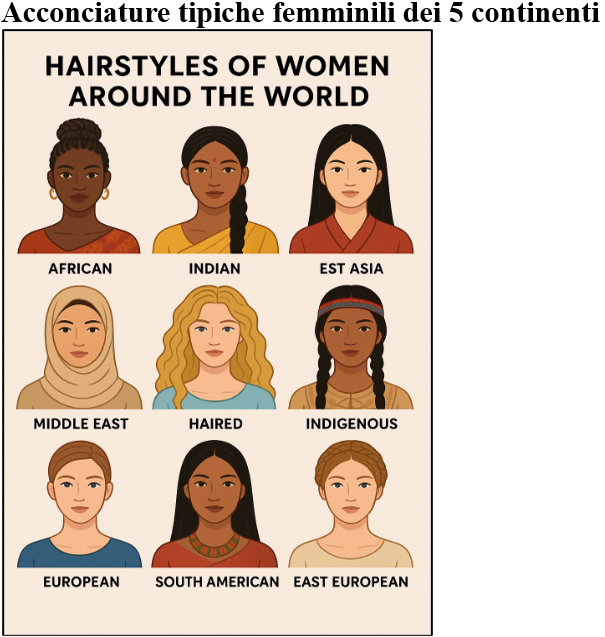 Acconciature tipiche femminili dei 5 continenti
HAIRSTYLES OF WOMEN
AROUND THE WORLD
AFRICAN
INDIAN
EST ASIA
MIDDLE EAST
HAIRED
INDIGENOUS
EUROPEAN
SOUTH AMERICAN
EAST EUROPEAN